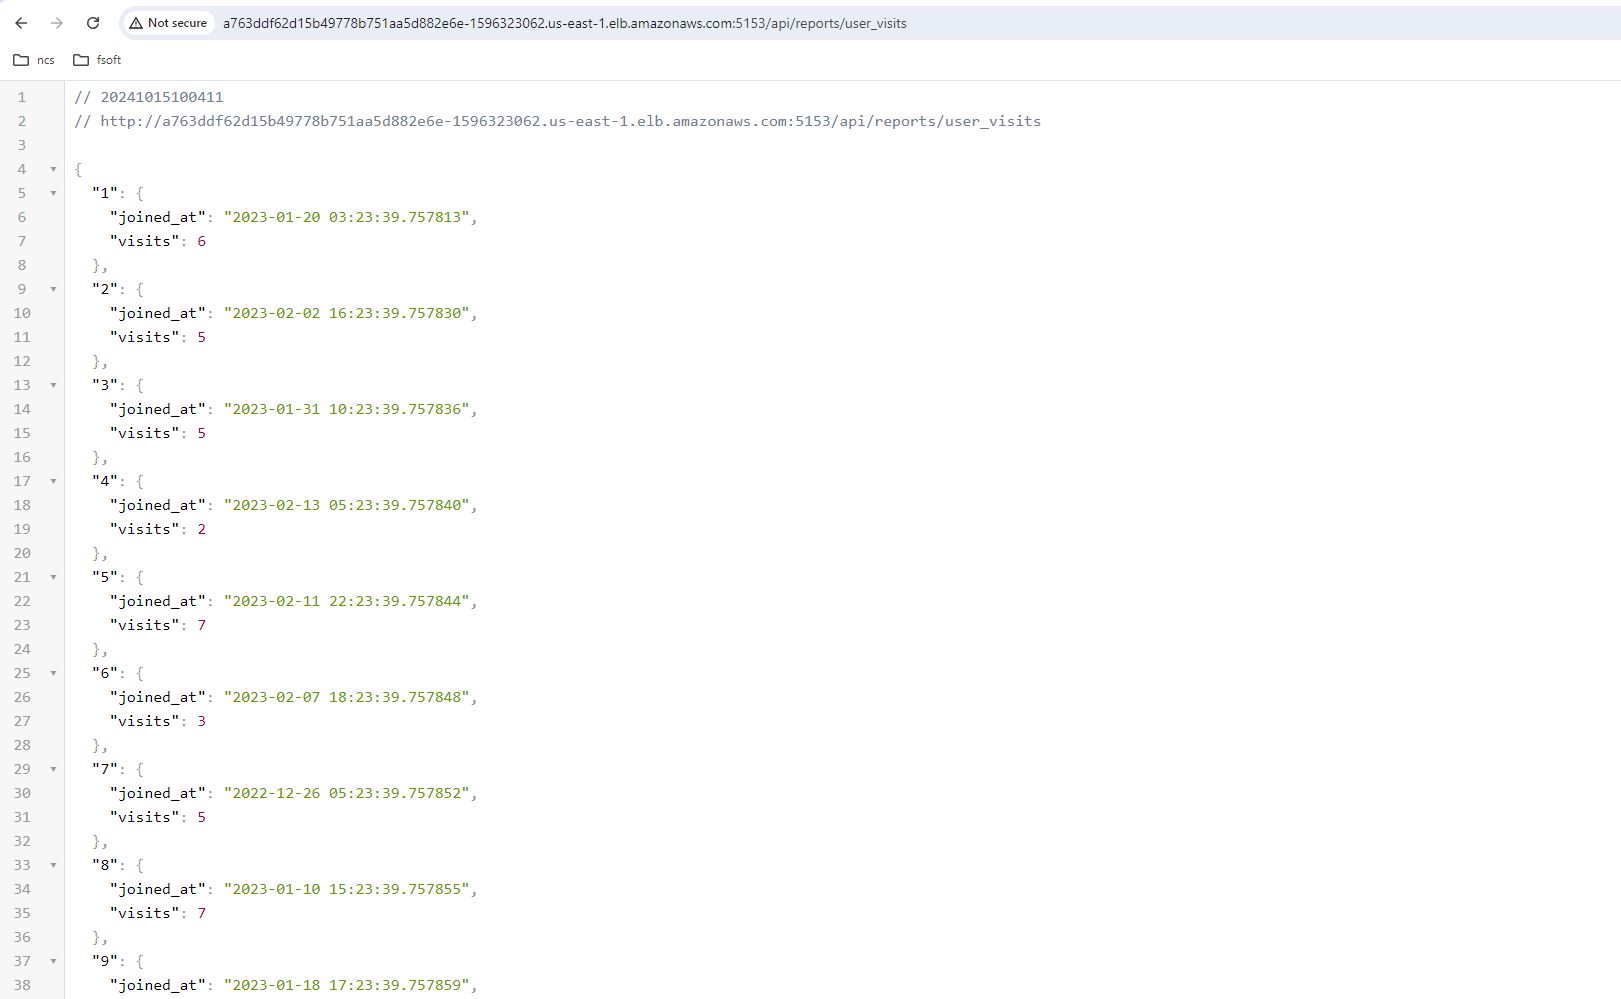 Not secure a763ddf62d15b49778b751aa5d882e6e-1596323062.us-east-1.elb.amazonaws.com:5153/api/reports/user_visits
ncs fsoft
1 // 20241015100411
2 // http://a763ddf62d15b49778b751aa5d882e6e-1596323062.us-east-1.elb.amazonaws.com:5153/api/reports/user_visits
3
4 {
5 "1": {
6 "joined_at": "2023-01-20 03:23:39.757813",
7 "visits": 6
8 },
9 "2": {
10 "joined_at": "2023-02-02 16:23:39.757830",
11 "visits": 5
12 },
13 "3": {
14 "joined_at": "2023-01-31 10:23:39.757836",
15 "visits": 5
16 },
17 "4": {
18 "joined_at": "2023-02-13 05:23:39.757840",
19 "visits": 2
20 },
21 "5": {
22 "joined_at": "2023-02-11 22:23:39.757844",
23 "visits": 7
24 },
25 "6": {
26 "joined_at": "2023-02-07 18:23:39.757848",
27 "visits": 3
28 },
29 "7": {
30 "joined_at": "2022-12-26 05:23:39.757852",
31 "visits": 5
32 },
33 "8": {
34 "joined_at": "2023-01-10 15:23:39.757855",
35 "visits": 7
36 },
37 "9": {
38 "joined_at": "2023-01-18 17:23:39.757859",